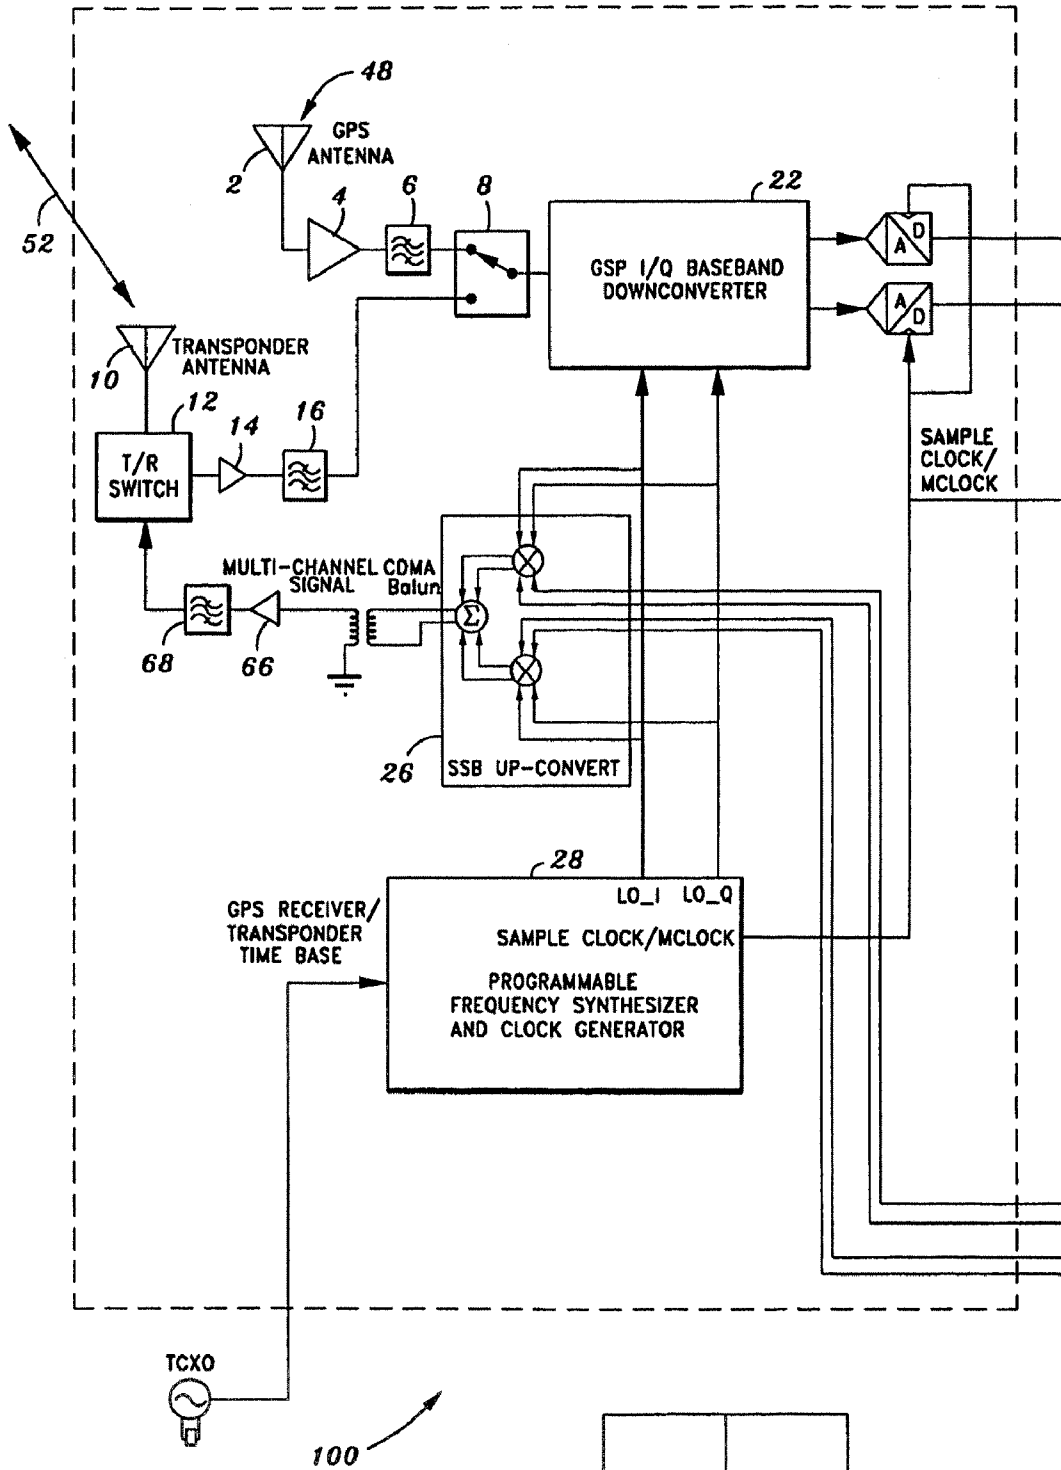 48
GPS
ANTENNA
2
4
6
8
22
52
GSP I/Q BASEBAND
DOWNCONVERTER
A
D
A
D
10
TRANSPONDER
ANTENNA
12
14
16
T/R
SWITCH
SAMPLE
CLOCK/
MCLOCK
MULTI-CHANNEL CDMA
SIGNAL
Balun
Σ
68
66
26
SSB UP-CONVERT
28
LO_I
LO_Q
GPS RECEIVER/
TRANSPONDER
TIME BASE
SAMPLE CLOCK/MCLOCK
PROGRAMMABLE
FREQUENCY SYNTHESIZER
AND CLOCK GENERATOR
TCXO
100